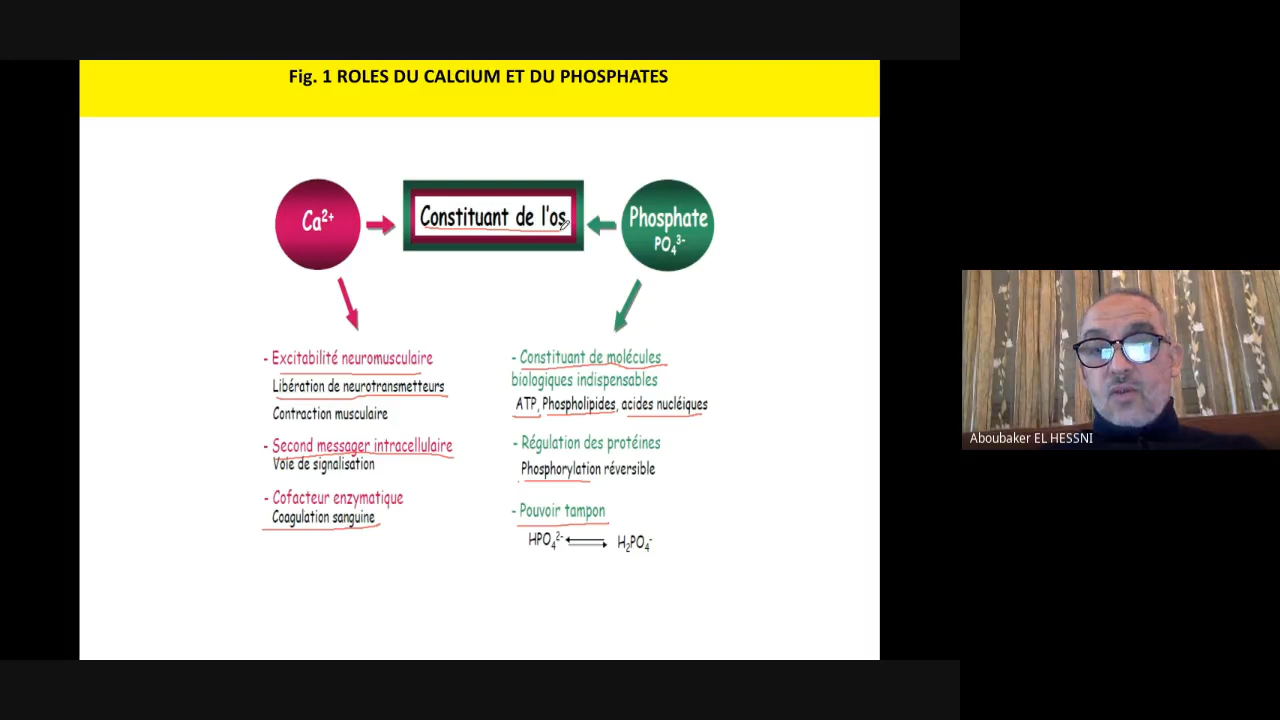 Fig. 1 ROLES DU CALCIUM ET DU PHOSPHATES
Ca²⁺
Constituant de l'os
Phosphate
PO₄³⁻
- Excitabilité neuromusculaire
Libération de neurotransmetteurs
Contraction musculaire
- Second messager intracellulaire
Voie de signalisation
- Cofacteur enzymatique
Coagulation sanguine
- Constituant de molécules
biologiques indispensables
ATP, Phospholipides, acides nucléiques
- Régulation des protéines
Phosphorylation réversible
- Pouvoir tampon
HPO₄²⁻ H₂PO₄⁻
Aboubaker EL HESSNI